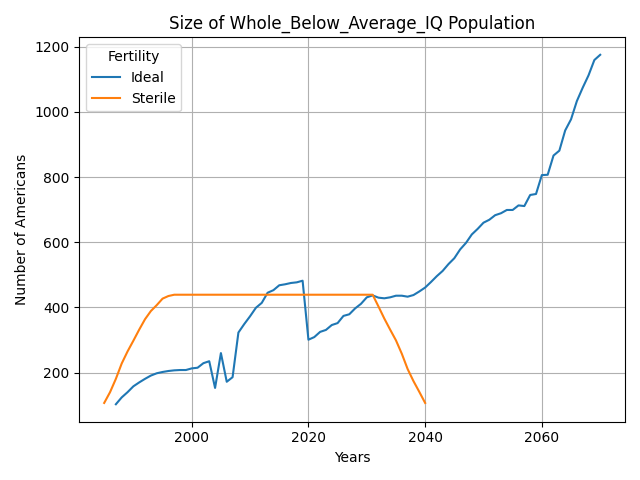 Size of Whole_Below_Average_IQ Population
Number of Americans
1200
1000
800
600
400
200
Fertility
Ideal
Sterile
2000
2020
2040
2060
Years